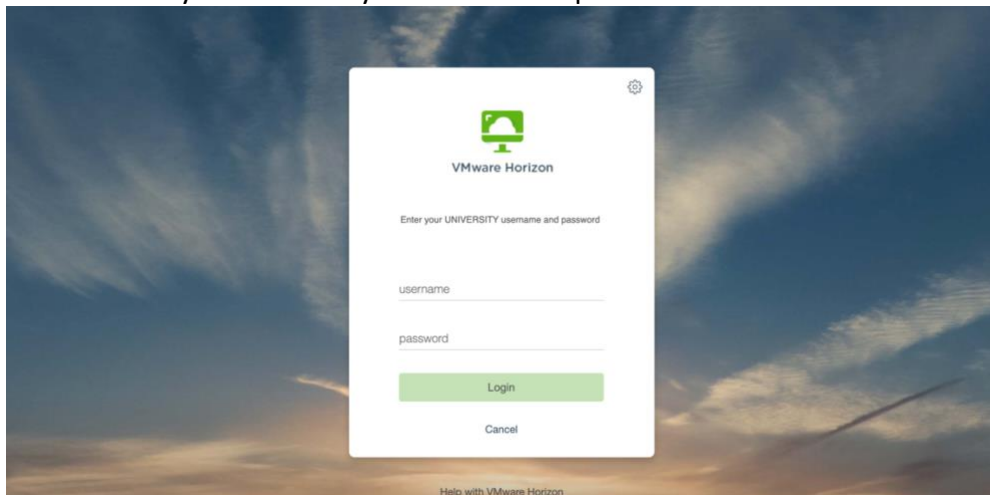 VMware Horizon
Enter your UNIVERSITY username and password
username
password
Login
Cancel
Help with VMware Horizon